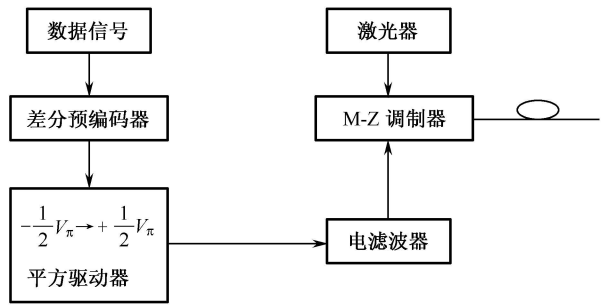 数据信号
激光器
差分预编码器
M-Z 调制器
-1/2 Vπ→+1/2 Vπ
平方驱动器
电滤波器